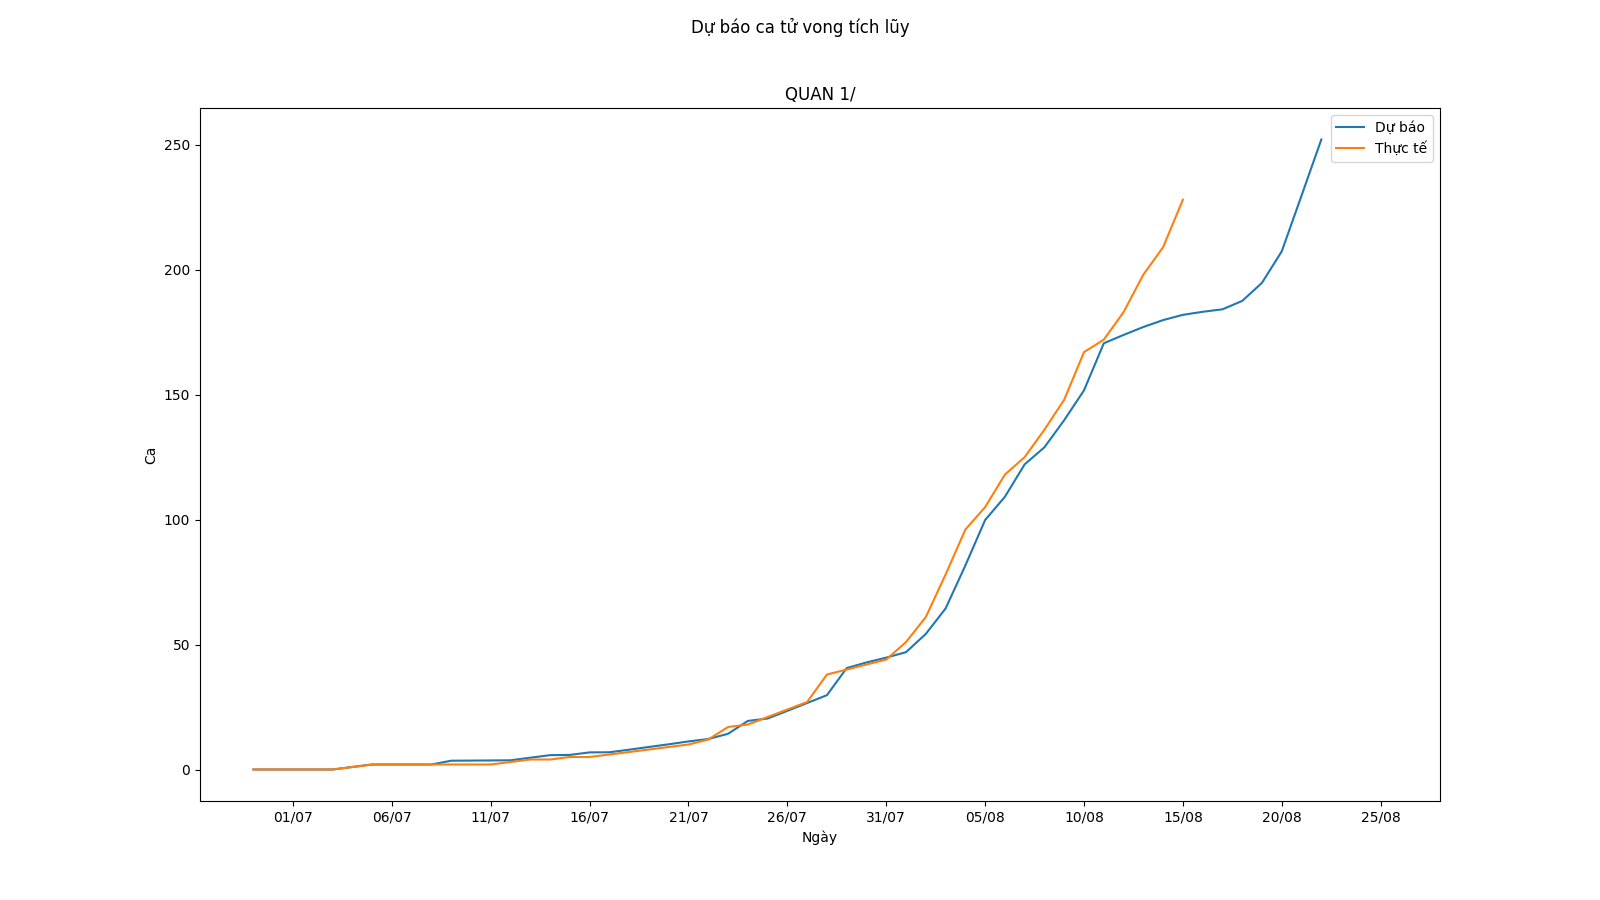 Dự báo ca tử vong tích lũy
QUAN 1/
Dự báo
Thực tế
250
200
150
100
50
0
Ca
01/07 06/07 11/07 16/07 21/07 26/07 31/07 05/08 10/08 15/08 20/08 25/08
Ngày